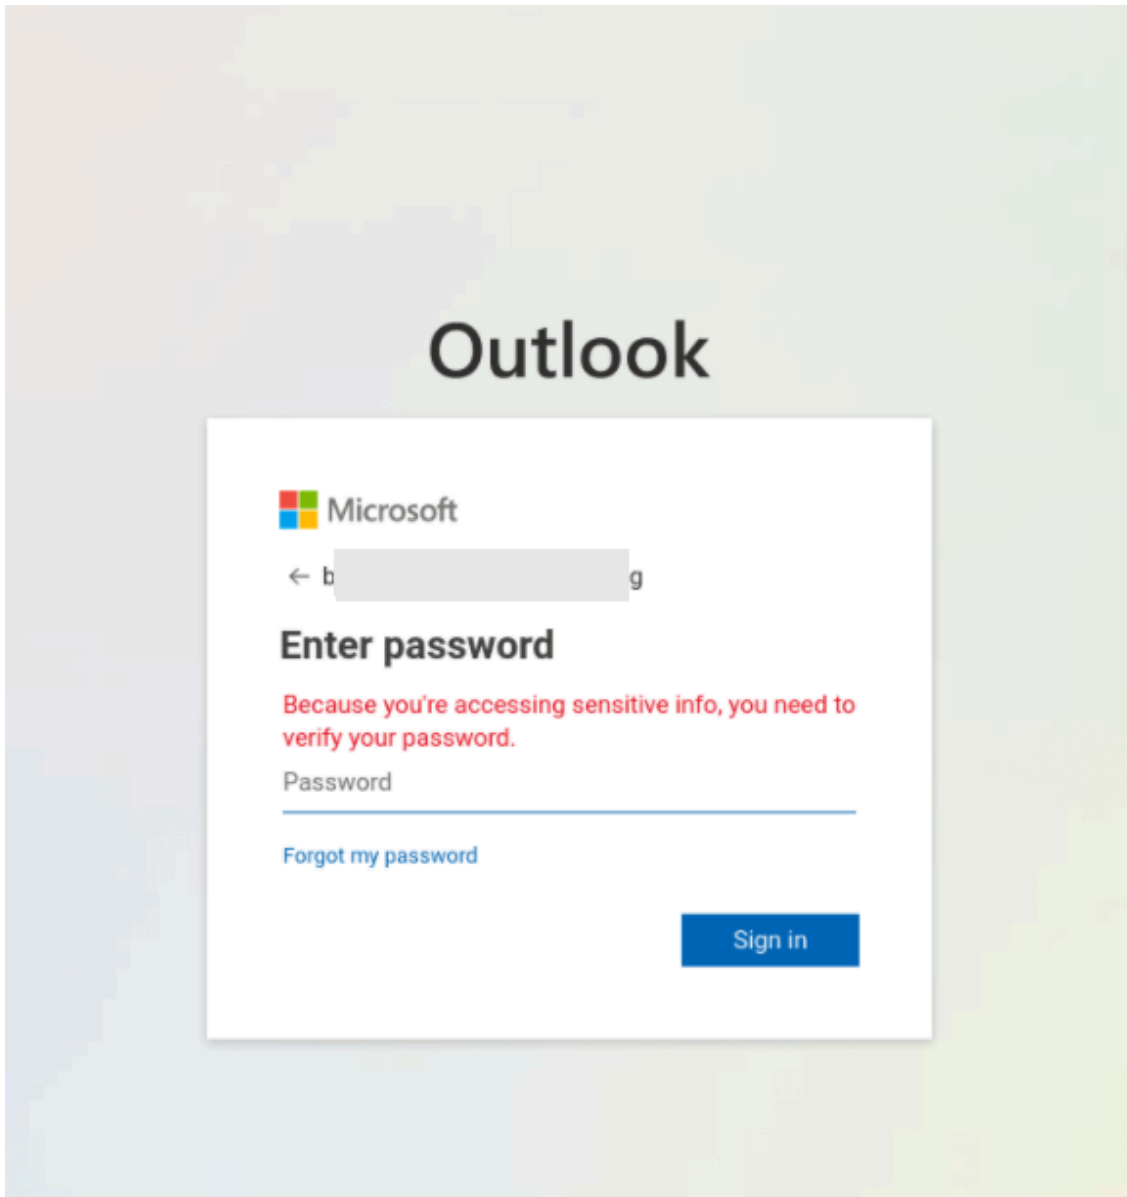 Outlook
Microsoft
← b g
Enter password
Because you're accessing sensitive info, you need to
verify your password.
Password
Forgot my password
Sign in